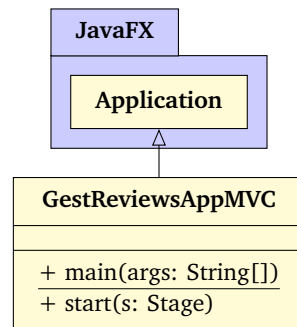 JavaFX
Application
GestReviewsAppMVC
+ main(args: String[])
+ start(s: Stage)